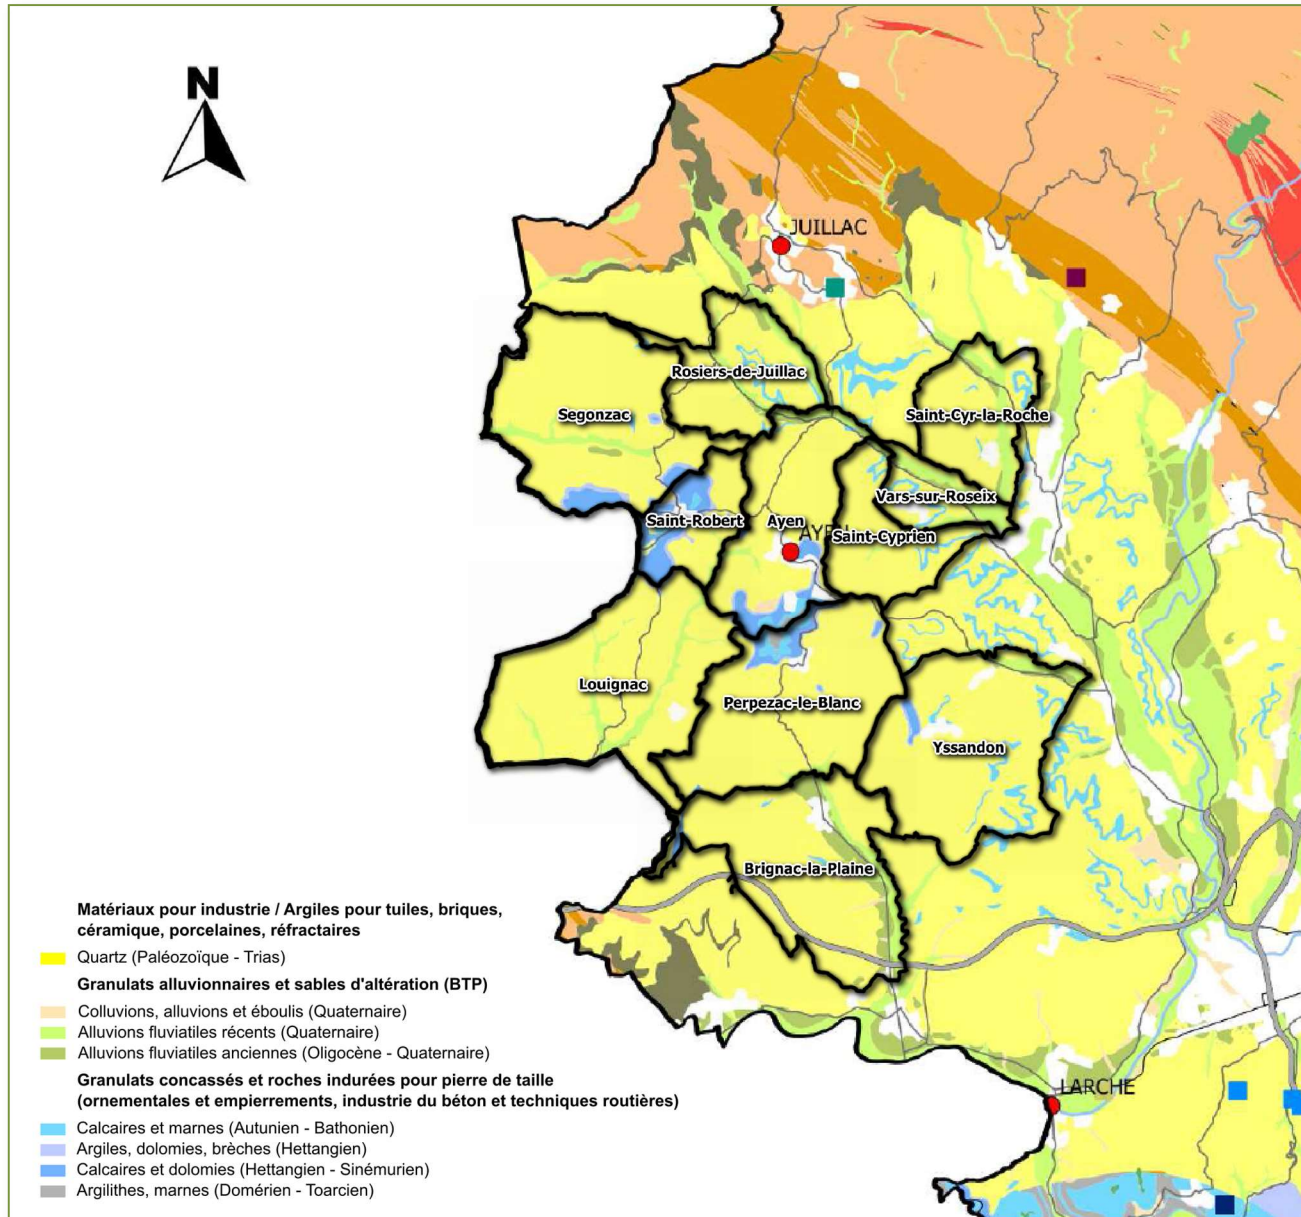 N
JUILLAC
Rosiers-de-Juillac
Segonzac
Saint-Cyr-la-Roche
Vars-sur-Roseix
Saint-Robert
Ayen
Saint-Cyprien
Louignac
Perpezac-le-Blanc
Yssandon
Brignac-la-Plaine
LARCHE
Matériaux pour industrie / Argiles pour tuiles, briques,
céramique, porcelaines, réfractaires
Quartz (Paléozoïque - Trias)
Granulats alluvionnaires et sables d'altération (BTP)
Colluvions, alluvions et éboulis (Quaternaire)
Alluvions fluviatiles récents (Quaternaire)
Alluvions fluviatiles anciennes (Oligocène - Quaternaire)
Granulats concassés et roches indurées pour pierre de taille
(ornementales et empierrements, industrie du béton et techniques routières)
Calcaires et marnes (Autunien - Bathonien)
Argiles, dolomies, brèches (Hettangien)
Calcaires et dolomies (Hettangien - Sinémurien)
Argilithes, marnes (Domérien - Toarcien)